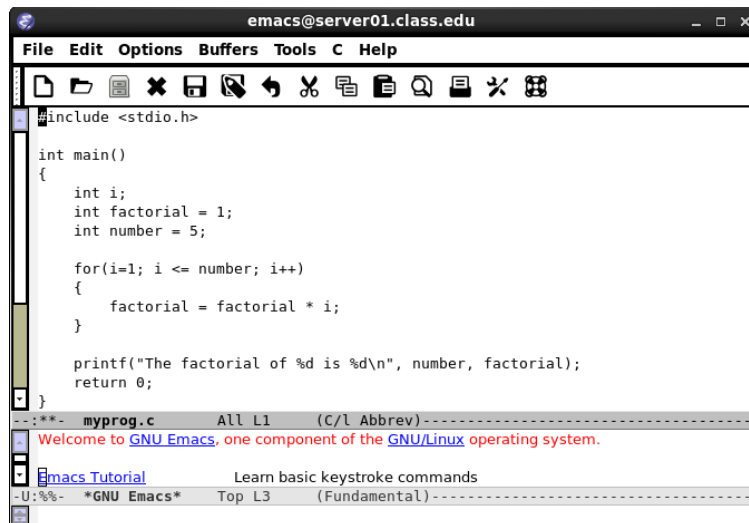 emacs@server01.class.edu
File Edit Options Buffers Tools C Help
#include <stdio.h>

int main()
{
    int i;
    int factorial = 1;
    int number = 5;

    for(i=1; i <= number; i++)
    {
        factorial = factorial * i;
    }

    printf("The factorial of %d is %d\n", number, factorial);
    return 0;
}
--:**-  myprog.c       All L1     (C/l Abbrev)-------------------------------------
Welcome to GNU Emacs, one component of the GNU/Linux operating system.

Emacs Tutorial          Learn basic keystroke commands
-U:%%-  *GNU Emacs*    Top L3     (Fundamental)------------------------------------